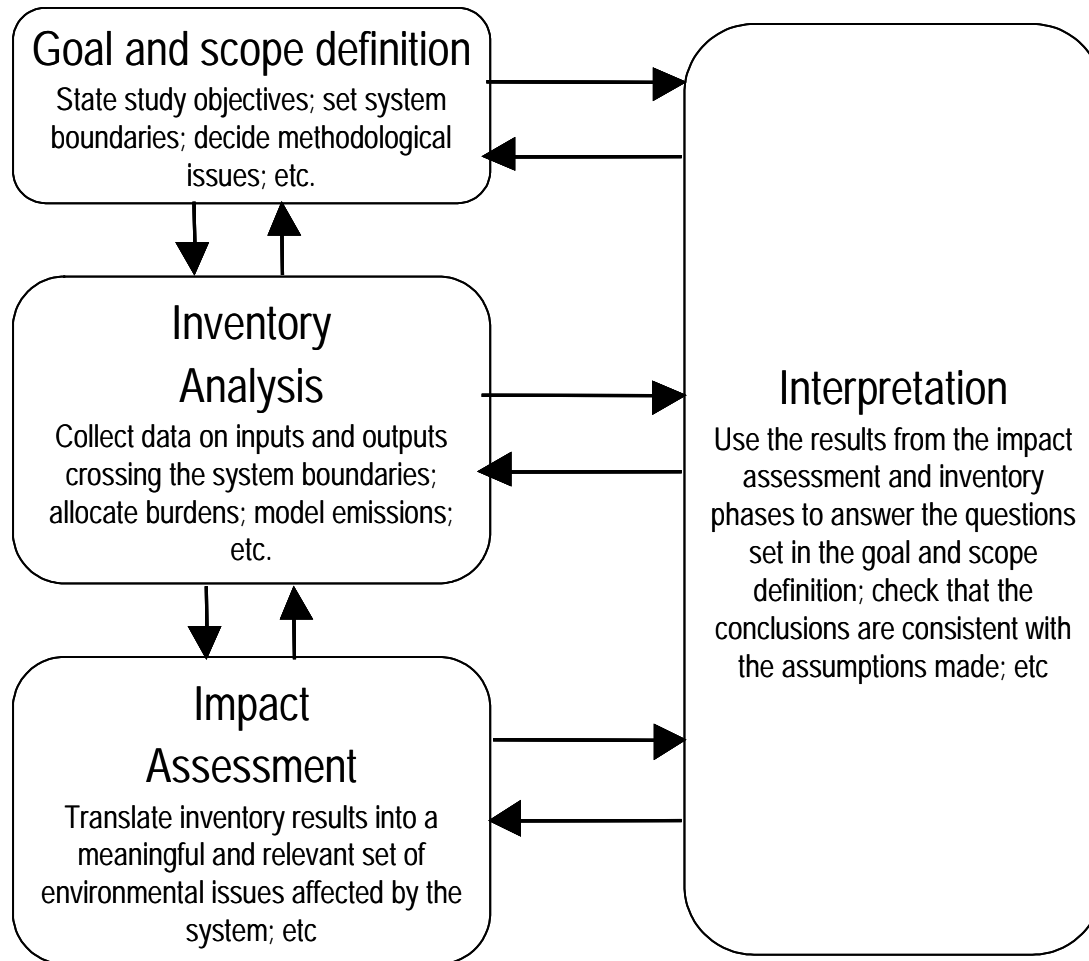 Goal and scope definition
State study objectives; set system
boundaries; decide methodological
issues; etc.
Inventory
Analysis
Collect data on inputs and outputs
crossing the system boundaries;
allocate burdens; model emissions;
etc.
Impact
Assessment
Translate inventory results into a
meaningful and relevant set of
environmental issues affected by the
system; etc
Interpretation
Use the results from the impact
assessment and inventory
phases to answer the questions
set in the goal and scope
definition; check that the
conclusions are consistent with
the assumptions made; etc